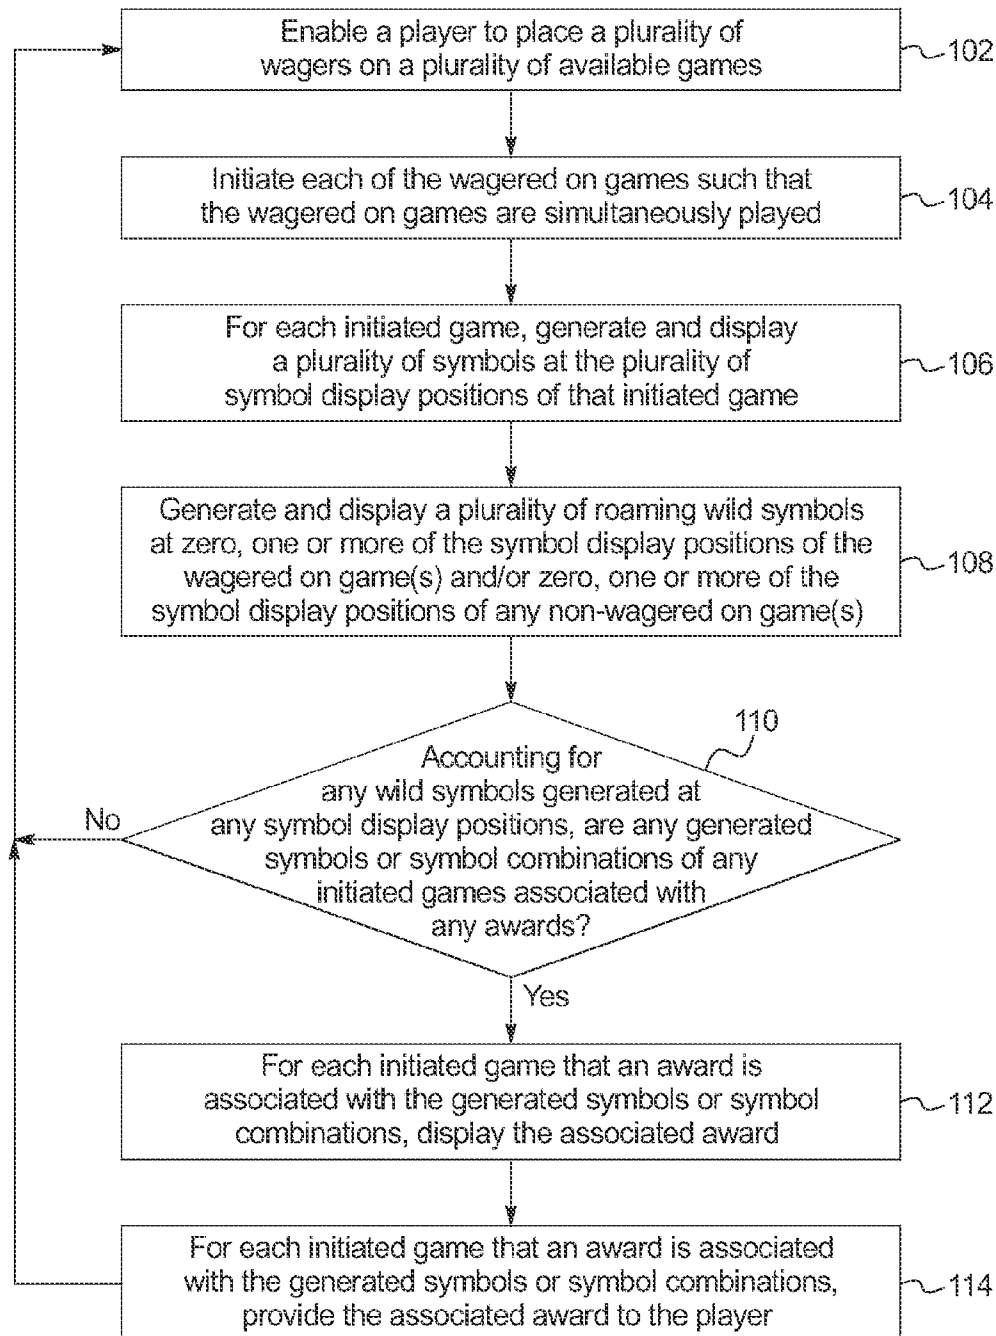 Enable a player to place a plurality of
wagers on a plurality of available games
102
Initiate each of the wagered on games such that
the wagered on games are simultaneously played
104
For each initiated game, generate and display
a plurality of symbols at the plurality of
symbol display positions of that initiated game
106
Generate and display a plurality of roaming wild symbols
at zero, one or more of the symbol display positions of the
wagered on game(s) and/or zero, one or more of the
symbol display positions of any non-wagered on game(s)
108
110
Accounting for
any wild symbols generated at
any symbol display positions, are any generated
symbols or symbol combinations of any
initiated games associated with
any awards?
No
Yes
For each initiated game that an award is
associated with the generated symbols or symbol
combinations, display the associated award
112
For each initiated game that an award is associated
with the generated symbols or symbol combinations,
provide the associated award to the player
114